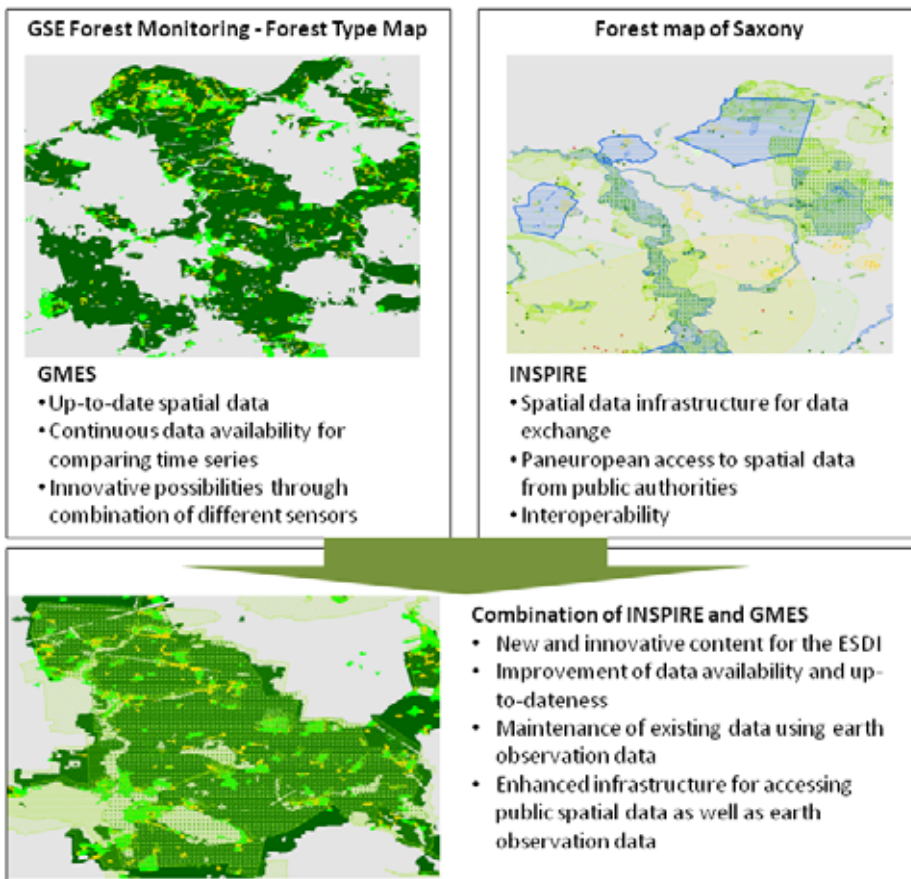 GSE Forest Monitoring - Forest Type Map
GMES
• Up-to-date spatial data
• Continuous data availability for
comparing time series
• Innovative possibilities through
combination of different sensors
Forest map of Saxony
INSPIRE
• Spatial data infrastructure for data
exchange
• Paneuropean access to spatial data
from public authorities
• Interoperability
Combination of INSPIRE and GMES
• New and innovative content for the ESDI
• Improvement of data availability and up-
to-dateness
• Maintenance of existing data using earth
observation data
• Enhanced infrastructure for accessing
public spatial data as well as earth
observation data